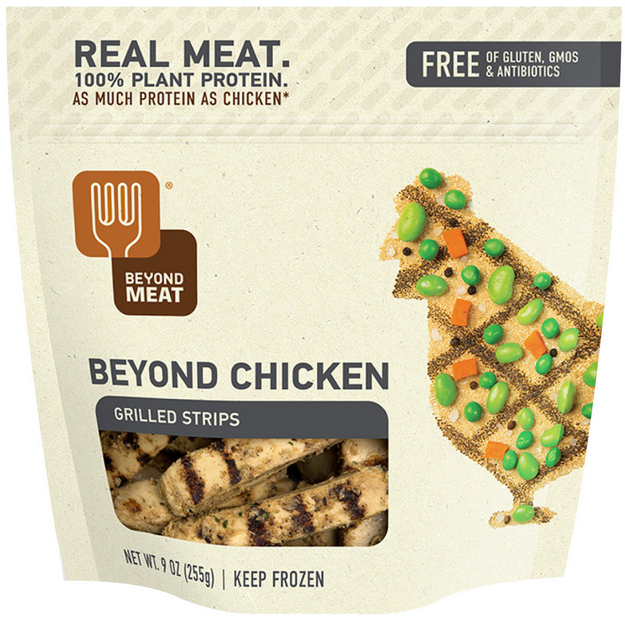 REAL MEAT.
100% PLANT PROTEIN.
AS MUCH PROTEIN AS CHICKEN*
FREE OF GLUTEN, GMOS
& ANTIBIOTICS
®
BEYOND
MEAT
BEYOND CHICKEN
GRILLED STRIPS
NET WT. 9 OZ (255g) | KEEP FROZEN